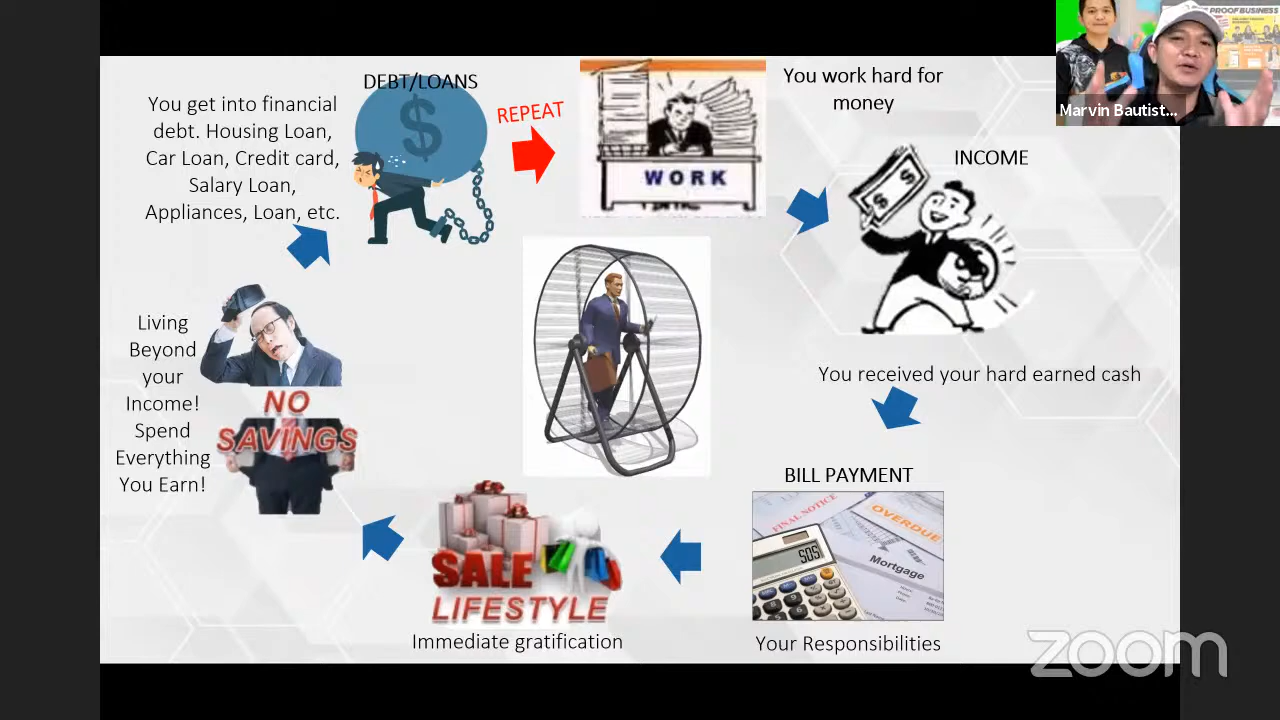 DEBT/LOANS
You get into financial
debt. Housing Loan,
Car Loan, Credit card,
Salary Loan,
Appliances, Loan, etc.
REPEAT
WORK
You work hard for
money
INCOME
You received your hard earned cash
BILL PAYMENT
FINAL NOTICE
OVERDUE
Mortgage
SOS
Your Responsibilities
SALE
LIFESTYLE
Immediate gratification
Living
Beyond
your
Income!
Spend
Everything
You Earn!
NO
SAVINGS
PROOF BUSINESS
Marvin Bautist...
zoom